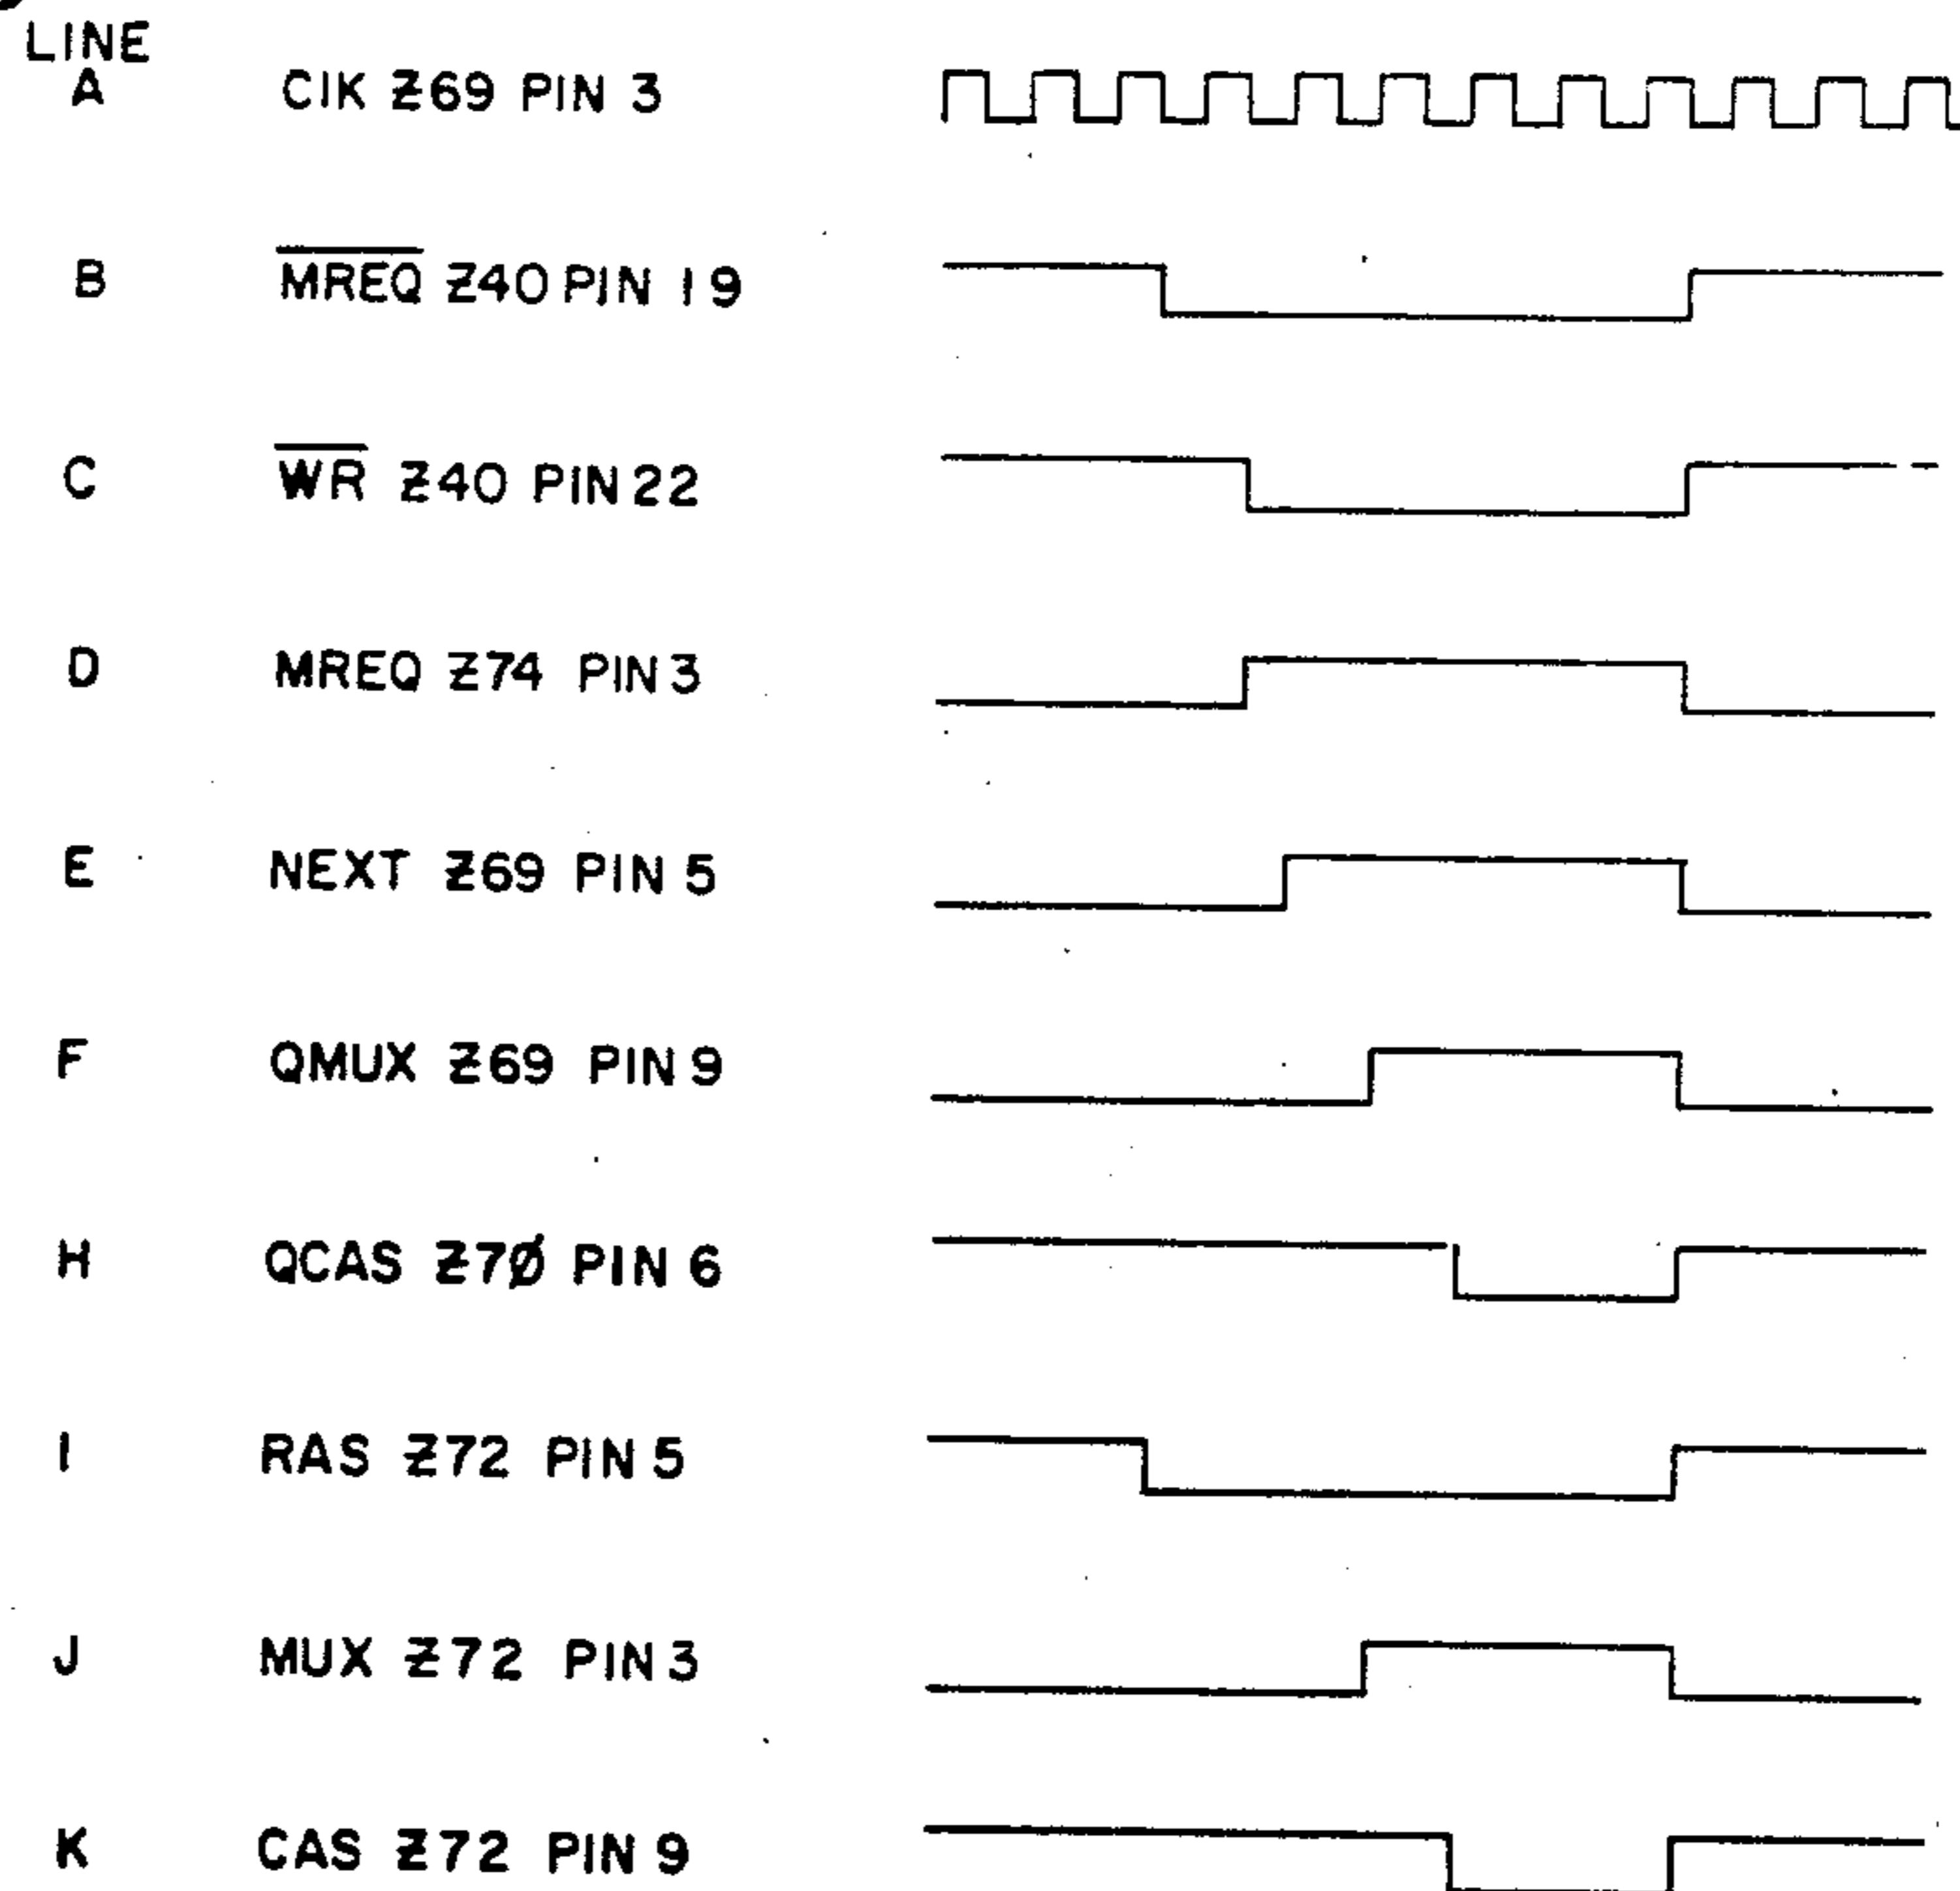 LINE
A CIK Z69 PIN 3
B M̅R̅E̅Q̅ Z40 PIN 19
C W̅R̅ Z40 PIN 22
D MREQ Z74 PIN 3
E NEXT Z69 PIN 5
F QMUX Z69 PIN 9
H QCAS Z7Ø PIN 6
I RAS Z72 PIN 5
J MUX Z72 PIN 3
K CAS Z72 PIN 9